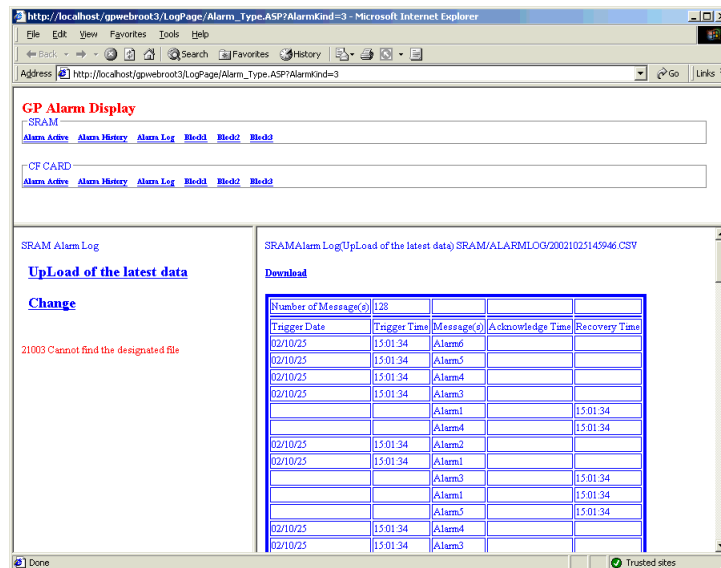 http://localhost/gpwebroot3/LogPage/Alarm_Type.ASP?AlarmKind=3 - Microsoft Internet Explorer
File Edit View Favorites Tools Help
Back Search Favorites History
Address http://localhost/gpwebroot3/LogPage/Alarm_Type.ASP?AlarmKind=3 Go Links
GP Alarm Display
SRAM
Alarm Active Alarm History Alarm Log Block1 Block2 Block3
CF CARD
Alarm Active Alarm History Alarm Log Block1 Block2 Block3
SRAM Alarm Log
UpLoad of the latest data
Change
21003 Cannot find the designated file
SRAMAlarm Log(UpLoad of the latest data) SRAM/ALARMLOG/20021025145946.CSV
Download
Number of Message(s) 128
Trigger Date Trigger Time Message(s) Acknowledge Time Recovery Time
02/10/25 15:01:34 Alarm6
02/10/25 15:01:34 Alarm5
02/10/25 15:01:34 Alarm4
02/10/25 15:01:34 Alarm3
Alarm1 15:01:34
Alarm4 15:01:34
02/10/25 15:01:34 Alarm2
02/10/25 15:01:34 Alarm1
Alarm3 15:01:34
Alarm1 15:01:34
Alarm5 15:01:34
02/10/25 15:01:34 Alarm4
02/10/25 15:01:34 Alarm3
Done Trusted sites